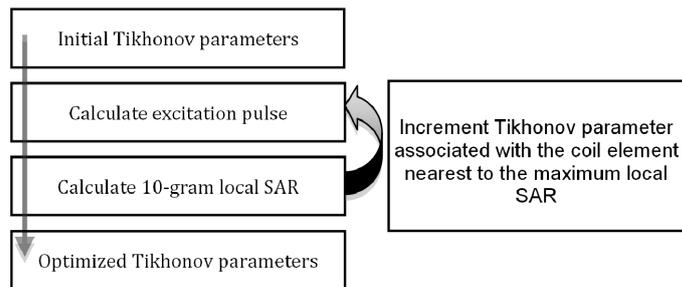 Initial Tikhonov parameters
Calculate excitation pulse
Calculate 10-gram local SAR
Optimized Tikhonov parameters
Increment Tikhonov parameter
associated with the coil element
nearest to the maximum local
SAR